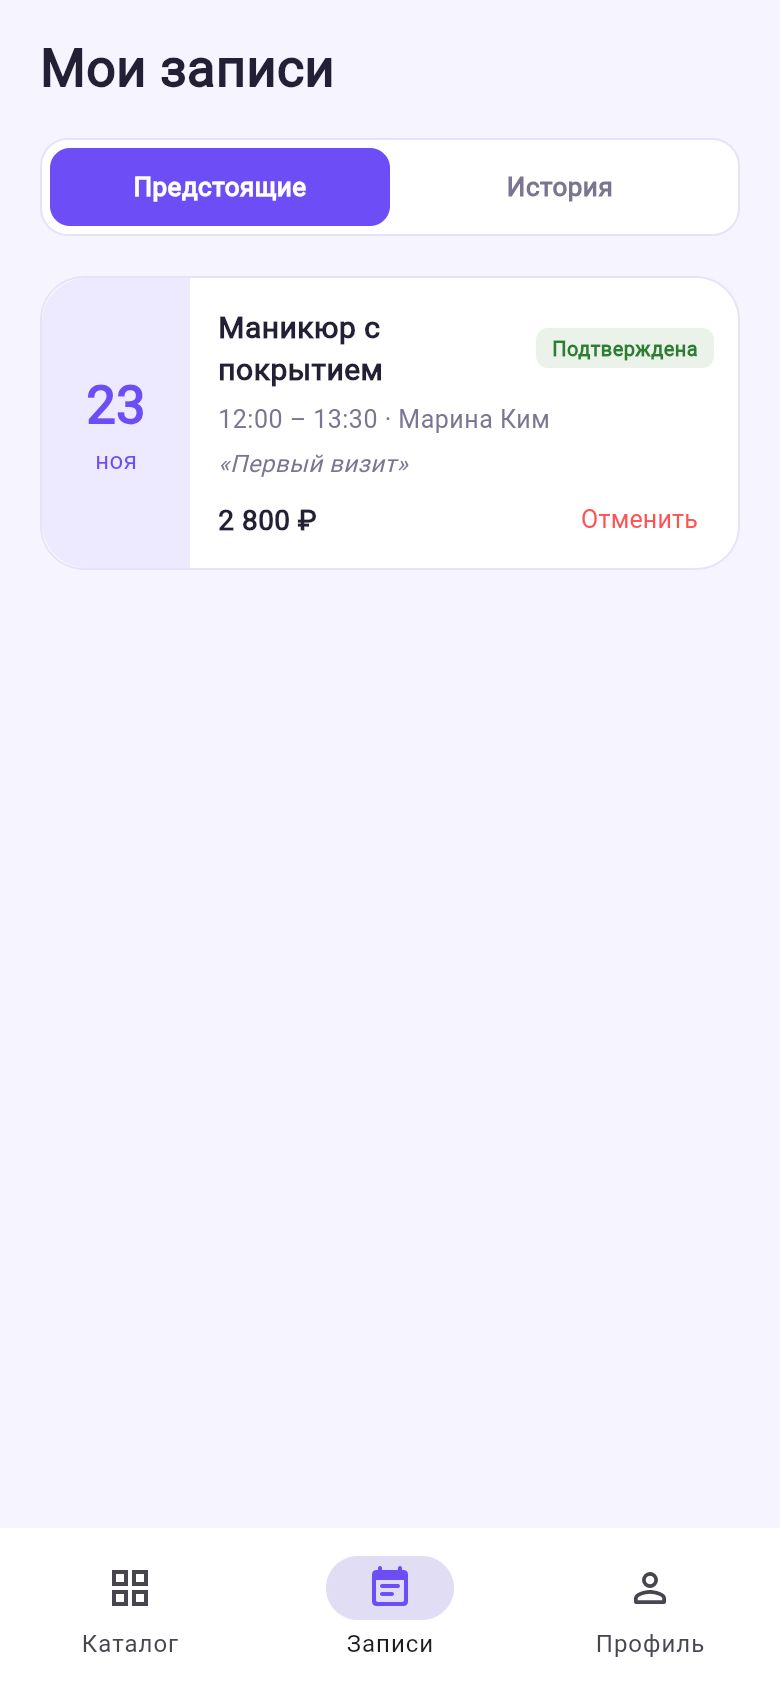 Мои записи
Предстоящие
История
23
ноя
Маникюр с
покрытием
Подтверждена
12:00 – 13:30 · Марина Ким
«Первый визит»
2 800 ₽
Отменить
Каталог
Записи
Профиль